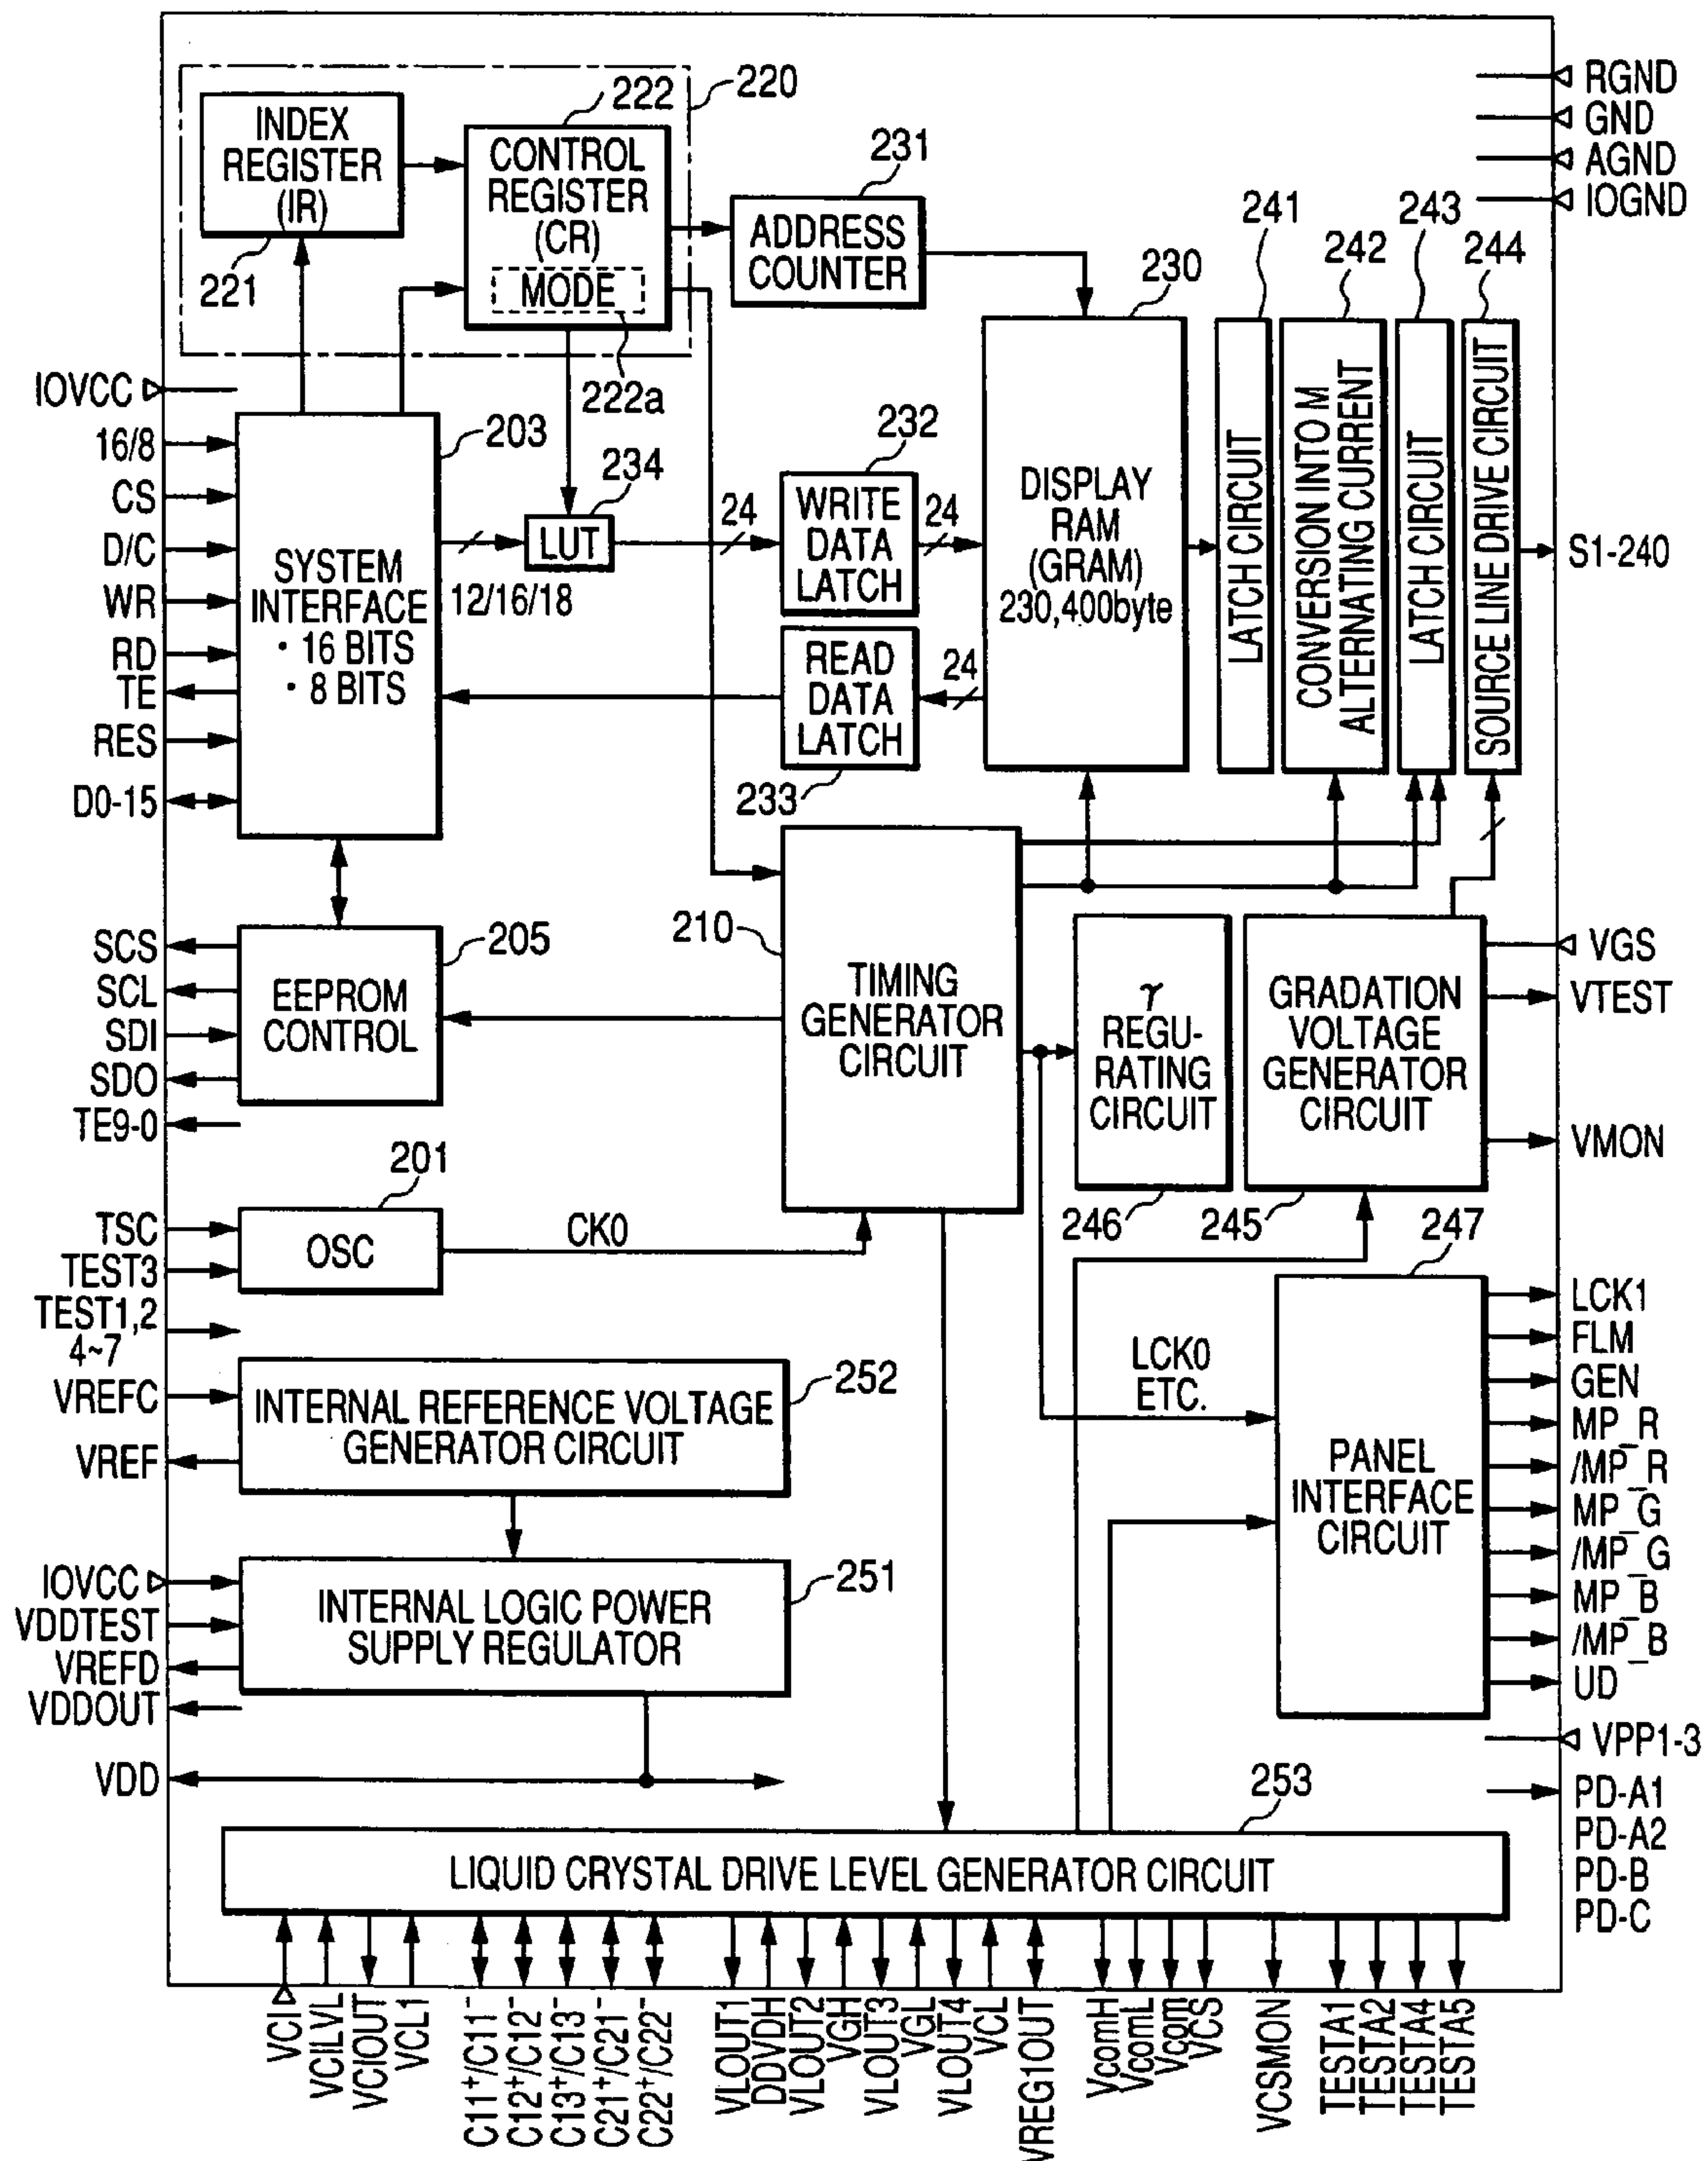 RGND
GND
AGND
IOGND
220
222
INDEX
REGISTER
(IR)
221
CONTROL
REGISTER
(CR)
MODE
222a
231
ADDRESS
COUNTER
230
DISPLAY
RAM
(GRAM)
230,400byte
241
LATCH CIRCUIT
242
CONVERSION INTO M
ALTERNATING CURRENT
243
LATCH CIRCUIT
244
SOURCE LINE DRIVE CIRCUIT
S1-240
IOVCC
16/8
CS
D/C
WR
RD
TE
RES
D0-15
203
SYSTEM
INTERFACE
• 16 BITS
• 8 BITS
234
LUT
12/16/18
24
232
WRITE
DATA
LATCH
24
READ
DATA
LATCH
233
24
SCS
SCL
SDI
SDO
TE9-0
205
EEPROM
CONTROL
210
TIMING
GENERATOR
CIRCUIT
γ
REGU-
RATING
CIRCUIT
246
GRADATION
VOLTAGE
GENERATOR
CIRCUIT
245
VGS
VTEST
VMON
201
TSC
TEST3
OSC
CK0
TEST1,2
4~7
VREFC
VREF
252
INTERNAL REFERENCE VOLTAGE
GENERATOR CIRCUIT
LCK0
ETC.
247
PANEL
INTERFACE
CIRCUIT
LCK1
FLM
GEN
MP_R
/MP_R
MP_G
/MP_G
MP_B
/MP_B
UD
IOVCC
VDDTEST
VREFD
VDDOUT
VDD
251
INTERNAL LOGIC POWER
SUPPLY REGULATOR
VPP1-3
PD-A1
PD-A2
PD-B
PD-C
253
LIQUID CRYSTAL DRIVE LEVEL GENERATOR CIRCUIT
VCI
VCILVL
VCIOUT
VCL1
C11+/C11-
C12+/C12-
C13+/C13-
C21+/C21-
C22+/C22-
VLOUT1
DDVDH
VLOUT2
VGH
VLOUT3
VGL
VLOUT4
VCL
VREG1OUT
VcomH
VcomL
Vcom
VCS
VCSMON
TESTA1
TESTA2
TESTA4
TESTA5